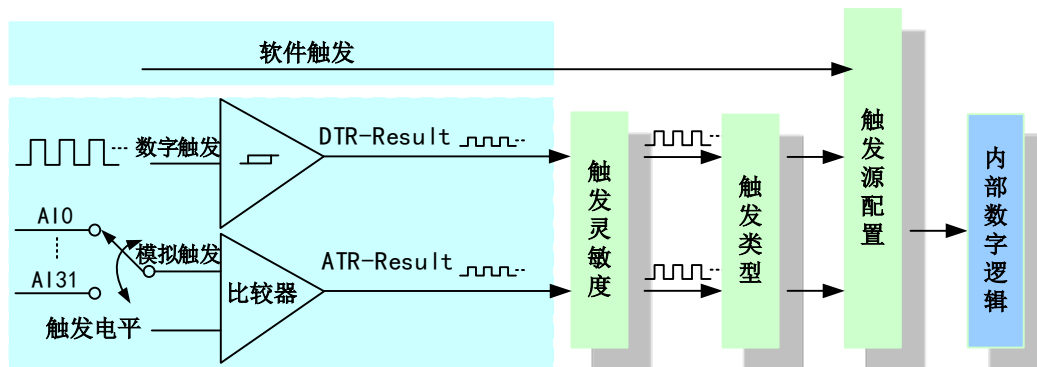 软件触发
数字触发
DTR-Result
AI0
模拟触发
ATR-Result
AI31
比较器
触发电平
触发灵敏度
触发类型
触发源配置
内部数字逻辑